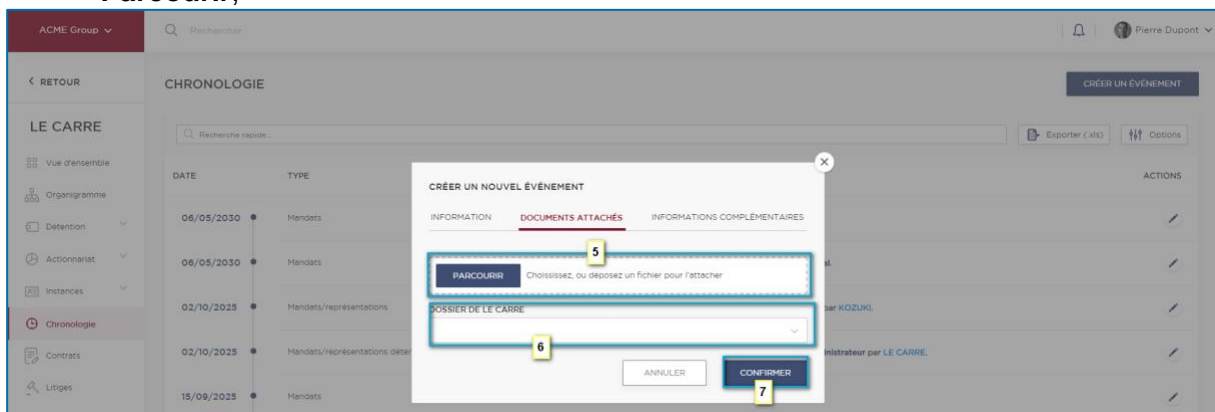 Parcourir,
ACME Group
Rechercher
Pierre Dupont
RETOUR
CHRONOLOGIE
CRÉER UN ÉVÉNEMENT
LE CARRE
Recherche rapide...
Exporter (.xls)
Options
Vue d'ensemble
Organigramme
Détention
Actionnariat
Instances
Chronologie
Contrats
Litiges
DATE
TYPE
ACTIONS
06/05/2030
Mandats
06/05/2030
Mandats
al.
02/10/2025
Mandats/représentations
par KOZUKI.
02/10/2025
Mandats/représentations déter
ministrateur par LE CARRE.
15/09/2025
Mandats
CRÉER UN NOUVEL ÉVÉNEMENT
INFORMATION
DOCUMENTS ATTACHÉS
INFORMATIONS COMPLÉMENTAIRES
5
PARCOURIR
Choississez, ou déposez un fichier pour l'attacher
DOSSIER DE LE CARRE
6
ANNULER
CONFIRMER
7